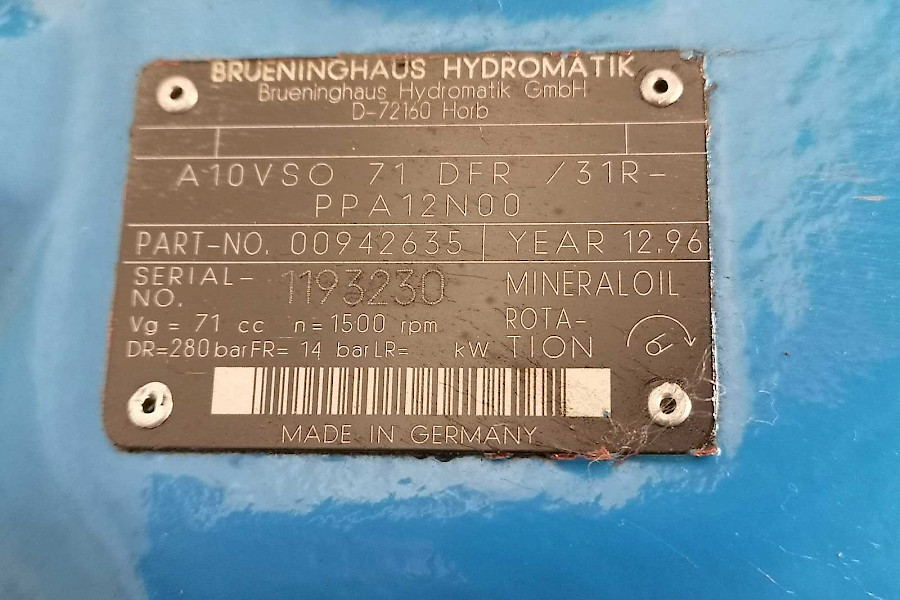 BRUENINGHAUS HYDROMATIK
Brueninghaus Hydromatik GmbH
D-72160 Horb
A10VSO 71 DFR /31R-
PPA12N00
PART-NO. 00942635 YEAR 12.96
SERIAL-NO. 1193230 MINERALOIL
Vg = 71 cc n = 1500 rpm ROTA-
DR=280 bar FR= 14 bar LR= kW TION
MADE IN GERMANY